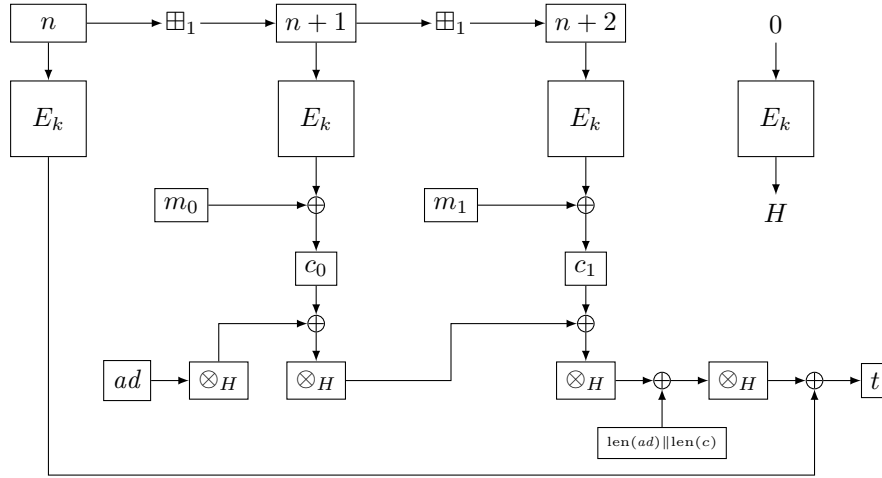 n ⊞₁ n + 1 ⊞₁ n + 2 0
E_k E_k E_k E_k
m_0 ⊕ m_1 ⊕ H
c_0 c_1
⊕ ⊕
ad ⊗_H ⊗_H ⊗_H ⊕ ⊗_H ⊕ t
len(ad)∥len(c)